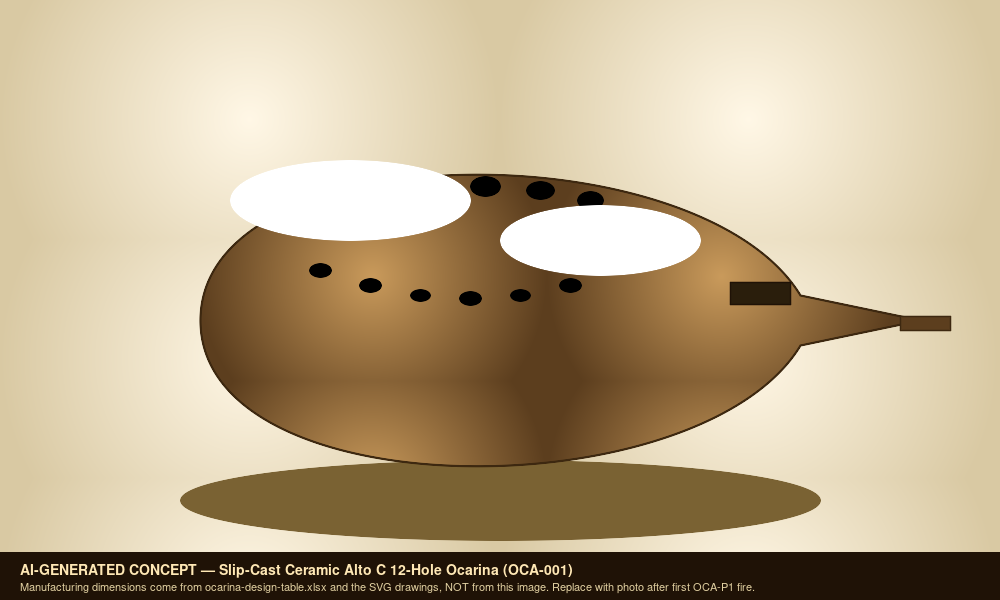 AI-GENERATED CONCEPT — Slip-Cast Ceramic Alto C 12-Hole Ocarina (OCA-001)
Manufacturing dimensions come from ocarina-design-table.xlsx and the SVG drawings, NOT from this image. Replace with photo after first OCA-P1 fire.